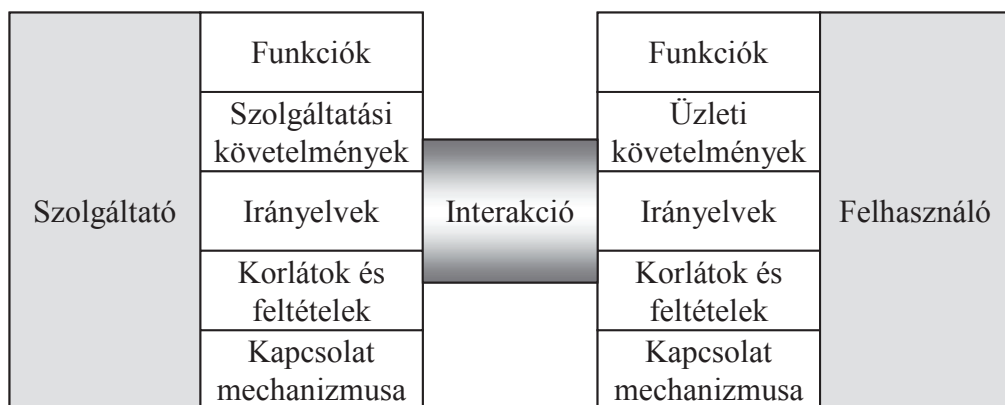 Szolgáltató
Funkciók
Szolgáltatási
követelmények
Irányelvek
Korlátok és
feltételek
Kapcsolat
mechanizmusa
Interakció
Funkciók
Üzleti
követelmények
Irányelvek
Korlátok és
feltételek
Kapcsolat
mechanizmusa
Felhasználó